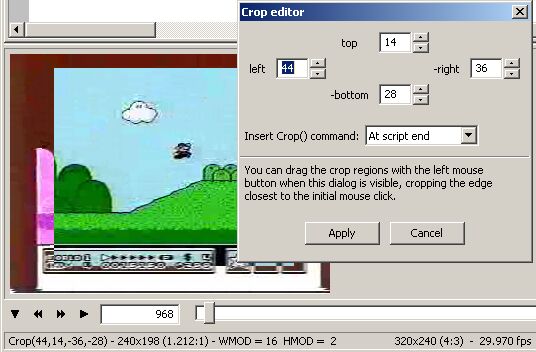 Crop editor
top 14
left 44 -right 36
-bottom 28
Insert Crop() command: At script end
You can drag the crop regions with the left mouse
button when this dialog is visible, cropping the edge
closest to the initial mouse click.
Apply Cancel
968
Crop(44,14,-36,-28) - 240x198 (1.212:1) - WMOD = 16 HMOD = 2 320x240 (4:3) - 29.970 fps